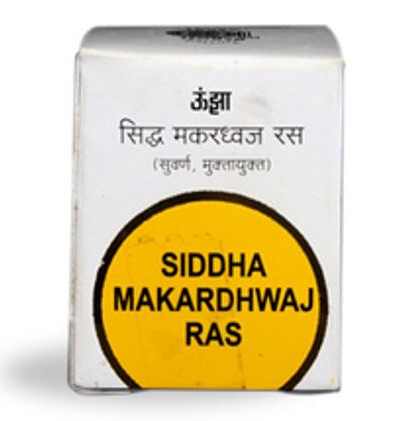 ऊंझा
सिद्ध मकरध्वज रस
(सुवर्ण, मुक्तायुक्त)
SIDDHA
MAKARDHWAJ
RAS